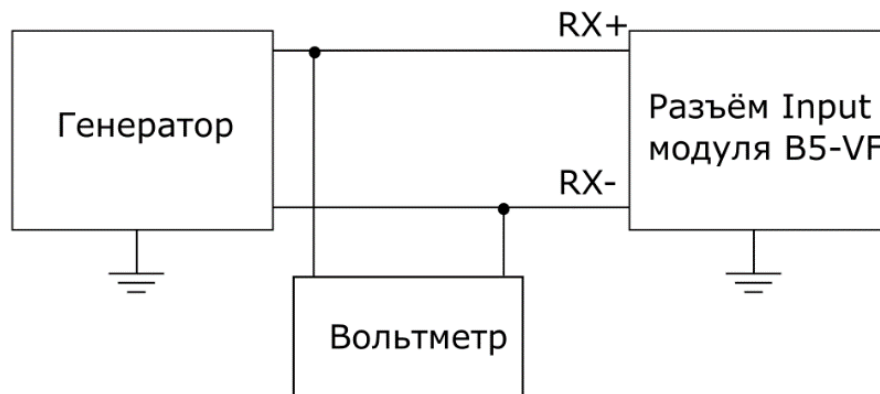 RX+
Генератор
Разъём Input
модуля B5-VF
RX-
Вольтметр